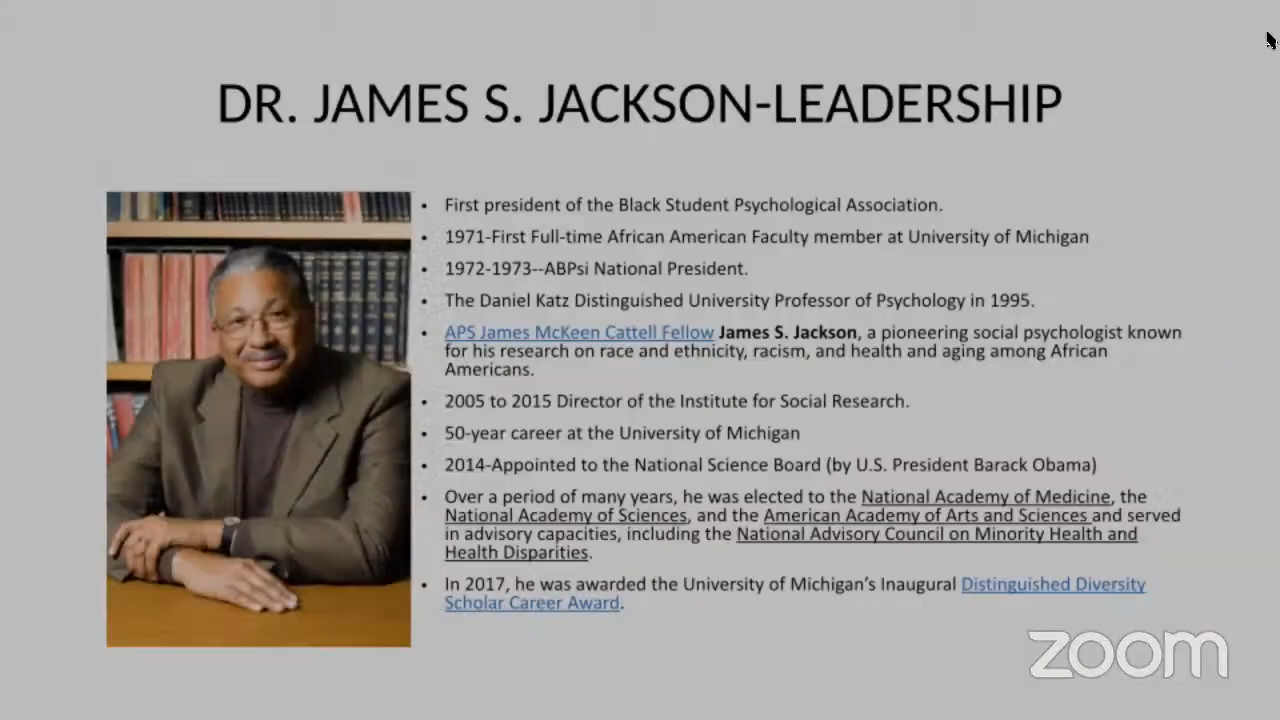 DR. JAMES S. JACKSON-LEADERSHIP
• First president of the Black Student Psychological Association.
• 1971-First Full-time African American Faculty member at University of Michigan
• 1972-1973--ABPsi National President.
• The Daniel Katz Distinguished University Professor of Psychology in 1995.
• APS James McKeen Cattell Fellow James S. Jackson, a pioneering social psychologist known
for his research on race and ethnicity, racism, and health and aging among African
Americans.
• 2005 to 2015 Director of the Institute for Social Research.
• 50-year career at the University of Michigan
• 2014-Appointed to the National Science Board (by U.S. President Barack Obama)
• Over a period of many years, he was elected to the National Academy of Medicine, the
National Academy of Sciences, and the American Academy of Arts and Sciences and served
in advisory capacities, including the National Advisory Council on Minority Health and
Health Disparities.
• In 2017, he was awarded the University of Michigan’s Inaugural Distinguished Diversity
Scholar Career Award.
zoom